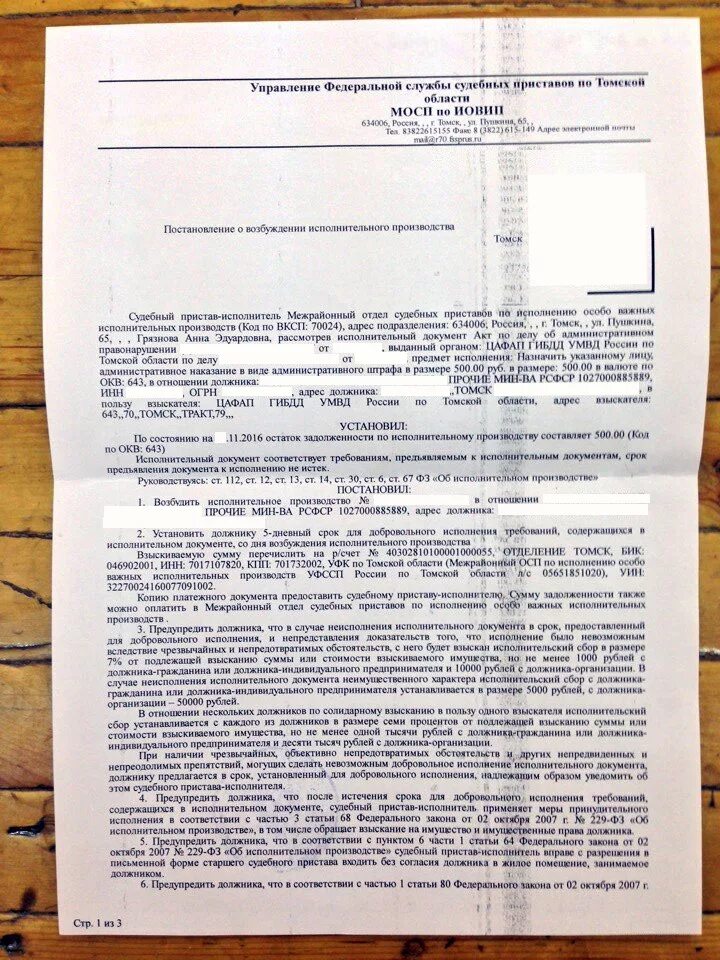 Управление Федеральной службы судебных приставов по Томской
области
МОСП по ИОВИП
634006, Россия, , , г. Томск, , ул. Пушкина, 65, ,
Тел. 83822615155 Факс 8 (3822) 615-149 Адрес электронной почты
mail@r70.fssprus.ru
Постановление о возбуждении исполнительного производства
Томск
Судебный пристав-исполнитель Межрайонный отдел судебных приставов по исполнению особо важных
исполнительных производств (Код по ВКСП: 70024), адрес подразделения: 634006, Россия, , , г. Томск, , ул. Пушкина,
65, , , Грязнова Анна Эдуардовна, рассмотрев исполнительный документ Акт по делу об административном
правонарушении от , выданный органом: ЦАФАП ГИБДД УМВД России по
Томской области по делу от , предмет исполнения: Назначить указанному лицу,
административное наказание в виде административного штрафа в размере 500.00 руб. в размере: 500.00 в валюте по
ОКВ: 643, в отношении должника: ПРОЧИЕ МИН-ВА РСФСР 1027000885889,
ИНН , ОГРН , адрес должника: ,,ТОМСК , в
пользу взыскателя: ЦАФАП ГИБДД УМВД России по Томской области, адрес взыскателя:
643,,70,,ТОМСК,,ТРАКТ,79,,,
УСТАНОВИЛ:
По состоянию на .11.2016 остаток задолженности по исполнительному производству составляет 500.00 (Код
по ОКВ: 643)
Исполнительный документ соответствует требованиям, предъявляемым к исполнительным документам, срок
предъявления документа к исполнению не истек.
Руководствуясь: ст. 112, ст. 12, ст. 13, ст. 14, ст. 30, ст. 6, ст. 67 ФЗ «Об исполнительном производстве»
ПОСТАНОВИЛ:
1. Возбудить исполнительное производство № в отношении
ПРОЧИЕ МИН-ВА РСФСР 1027000885889, адрес должника:
2. Установить должнику 5-дневный срок для добровольного исполнения требований, содержащихся в
исполнительном документе, со дня возбуждения исполнительного производства
Взыскиваемую сумму перечислить на р/счет № 40302810100001000055, ОТДЕЛЕНИЕ ТОМСК, БИК:
046902001, ИНН: 7017107820, КПП: 701732002, УФК по Томской области (Межрайонный ОСП по исполнению особо
важных исполнительных производств УФССП России по Томской области л/с 05651851020), УИН:
32270024160077091002.
Копию платежного документа предоставить судебному приставу-исполнителю. Сумму задолженности также
можно оплатить в Межрайонный отдел судебных приставов по исполнению особо важных исполнительных
производств .
3. Предупредить должника, что в случае неисполнения исполнительного документа в срок, предоставленный
для добровольного исполнения, и непредставления доказательств того, что исполнение было невозможным
вследствие чрезвычайных и непредотвратимых обстоятельств, с него будет взыскан исполнительский сбор в размере
7% от подлежащей взысканию суммы или стоимости взыскиваемого имущества, но не менее 1000 рублей с
должника-гражданина или должника-индивидуального предпринимателя и 10000 рублей с должника-организации. В
случае неисполнения исполнительного документа неимущественного характера исполнительский сбор с должника-
гражданина или должника-индивидуального предпринимателя устанавливается в размере 5000 рублей, с должника-
организации – 50000 рублей.
В отношении нескольких должников по солидарному взысканию в пользу одного взыскателя исполнительский
сбор устанавливается с каждого из должников в размере семи процентов от подлежащей взысканию суммы или
стоимости взыскиваемого имущества, но не менее одной тысячи рублей с должника-гражданина или должника-
индивидуального предпринимателя и десяти тысяч рублей с должника-организации.
При наличии чрезвычайных, объективно непредотвратимых обстоятельств и других непредвиденных и
непреодолимых препятствий, могущих сделать невозможным добровольное исполнение исполнительного документа,
должнику предлагается в срок, установленный для добровольного исполнения, надлежащим образом уведомить об
этом судебного пристава-исполнителя.
4. Предупредить должника, что после истечения срока для добровольного исполнения требований,
содержащихся в исполнительном документе, судебный пристав-исполнитель применяет меры принудительного
исполнения в соответствии с частью 3 статьи 68 Федерального закона от 02 октября 2007 г. № 229-ФЗ «Об
исполнительном производстве», в том числе обращает взыскание на имущество и имущественные права должника.
5. Предупредить должника, что в соответствии с пунктом 6 части 1 статьи 64 Федерального закона от 02
октября 2007 № 229-ФЗ «Об исполнительном производстве» судебный пристав-исполнитель вправе с разрешения в
письменной форме старшего судебного пристава входить без согласия должника в жилое помещение, занимаемое
должником.
6. Предупредить должника, что в соответствии с частью 1 статьи 80 Федерального закона от 02 октября 2007 г.
Стр. 1 из 3